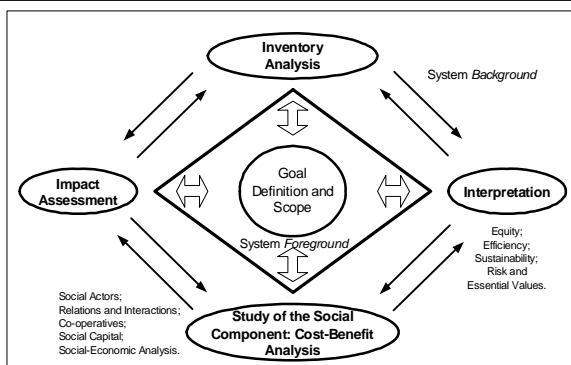 Inventory
Analysis
System Background
Goal
Definition and
Scope
Impact
Assessment
Interpretation
System Foreground
Equity;
Efficiency;
Sustainability;
Risk and
Essential Values.
Social Actors;
Relations and Interactions;
Co-operatives;
Social Capital;
Social-Economic Analysis.
Study of the Social
Component: Cost-Benefit
Analysis